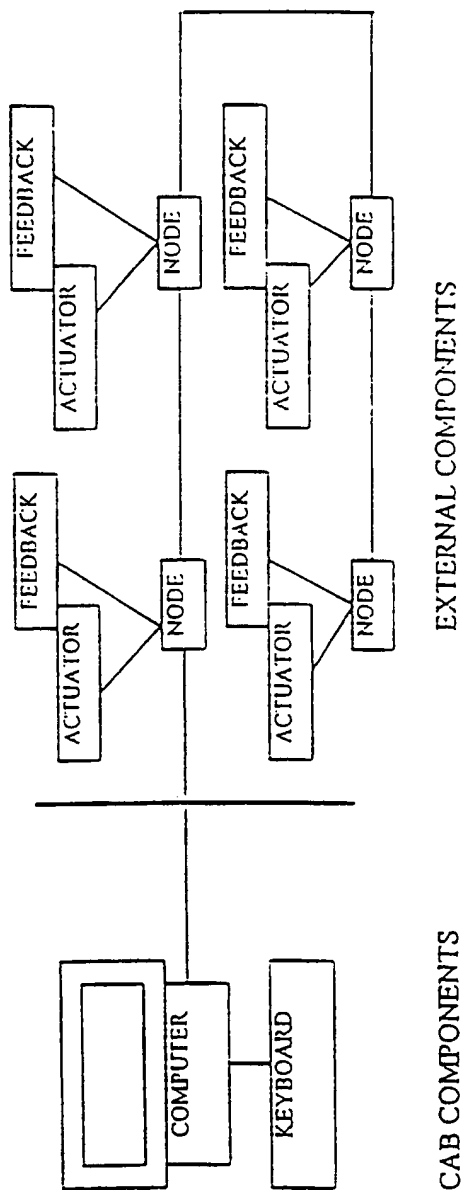 COMPUTER
KEYBOARD
CAB COMPONENTS
FEEDBACK
ACTUATOR
NODE
FEEDBACK
ACTUATOR
NODE
FEEDBACK
ACTUATOR
NODE
FEEDBACK
ACTUATOR
NODE
EXTERNAL COMPONENTS